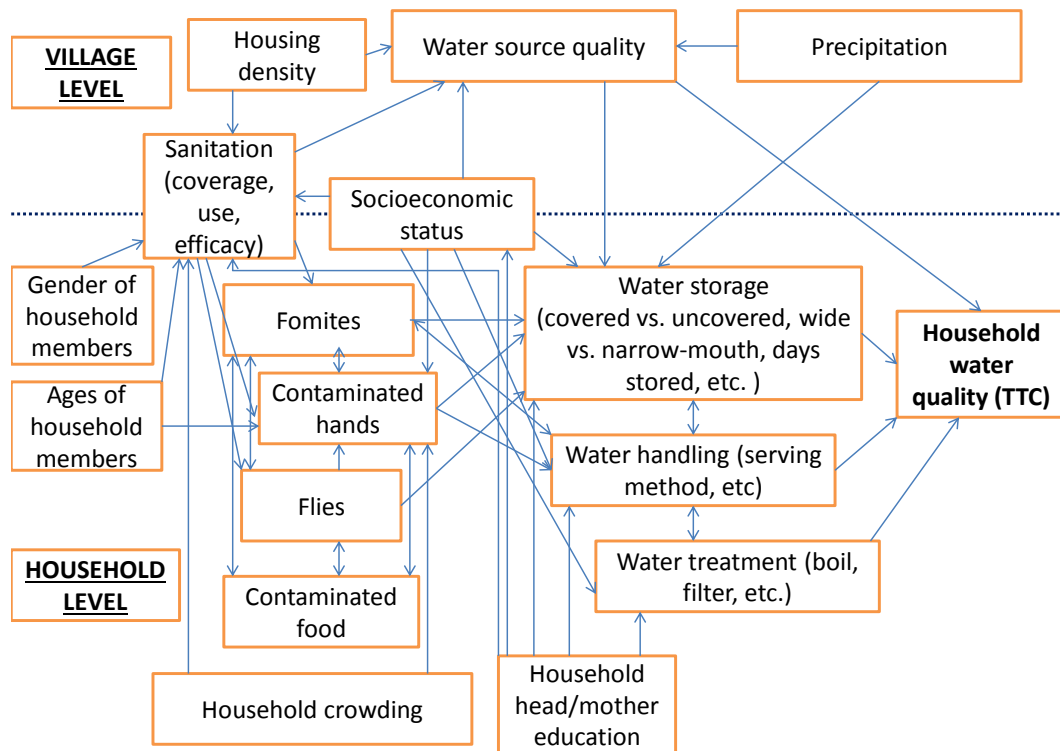 VILLAGE
LEVEL
Housing
density
Water source quality
Precipitation
Sanitation
(coverage,
use,
efficacy)
Socioeconomic
status
Gender of
household
members
Fomites
Water storage
(covered vs. uncovered, wide
vs. narrow-mouth, days
stored, etc. )
Household
water
quality (TTC)
Ages of
household
members
Contaminated
hands
Water handling (serving
method, etc)
Flies
HOUSEHOLD
LEVEL
Water treatment (boil,
filter, etc.)
Contaminated
food
Household crowding
Household
head/mother
education